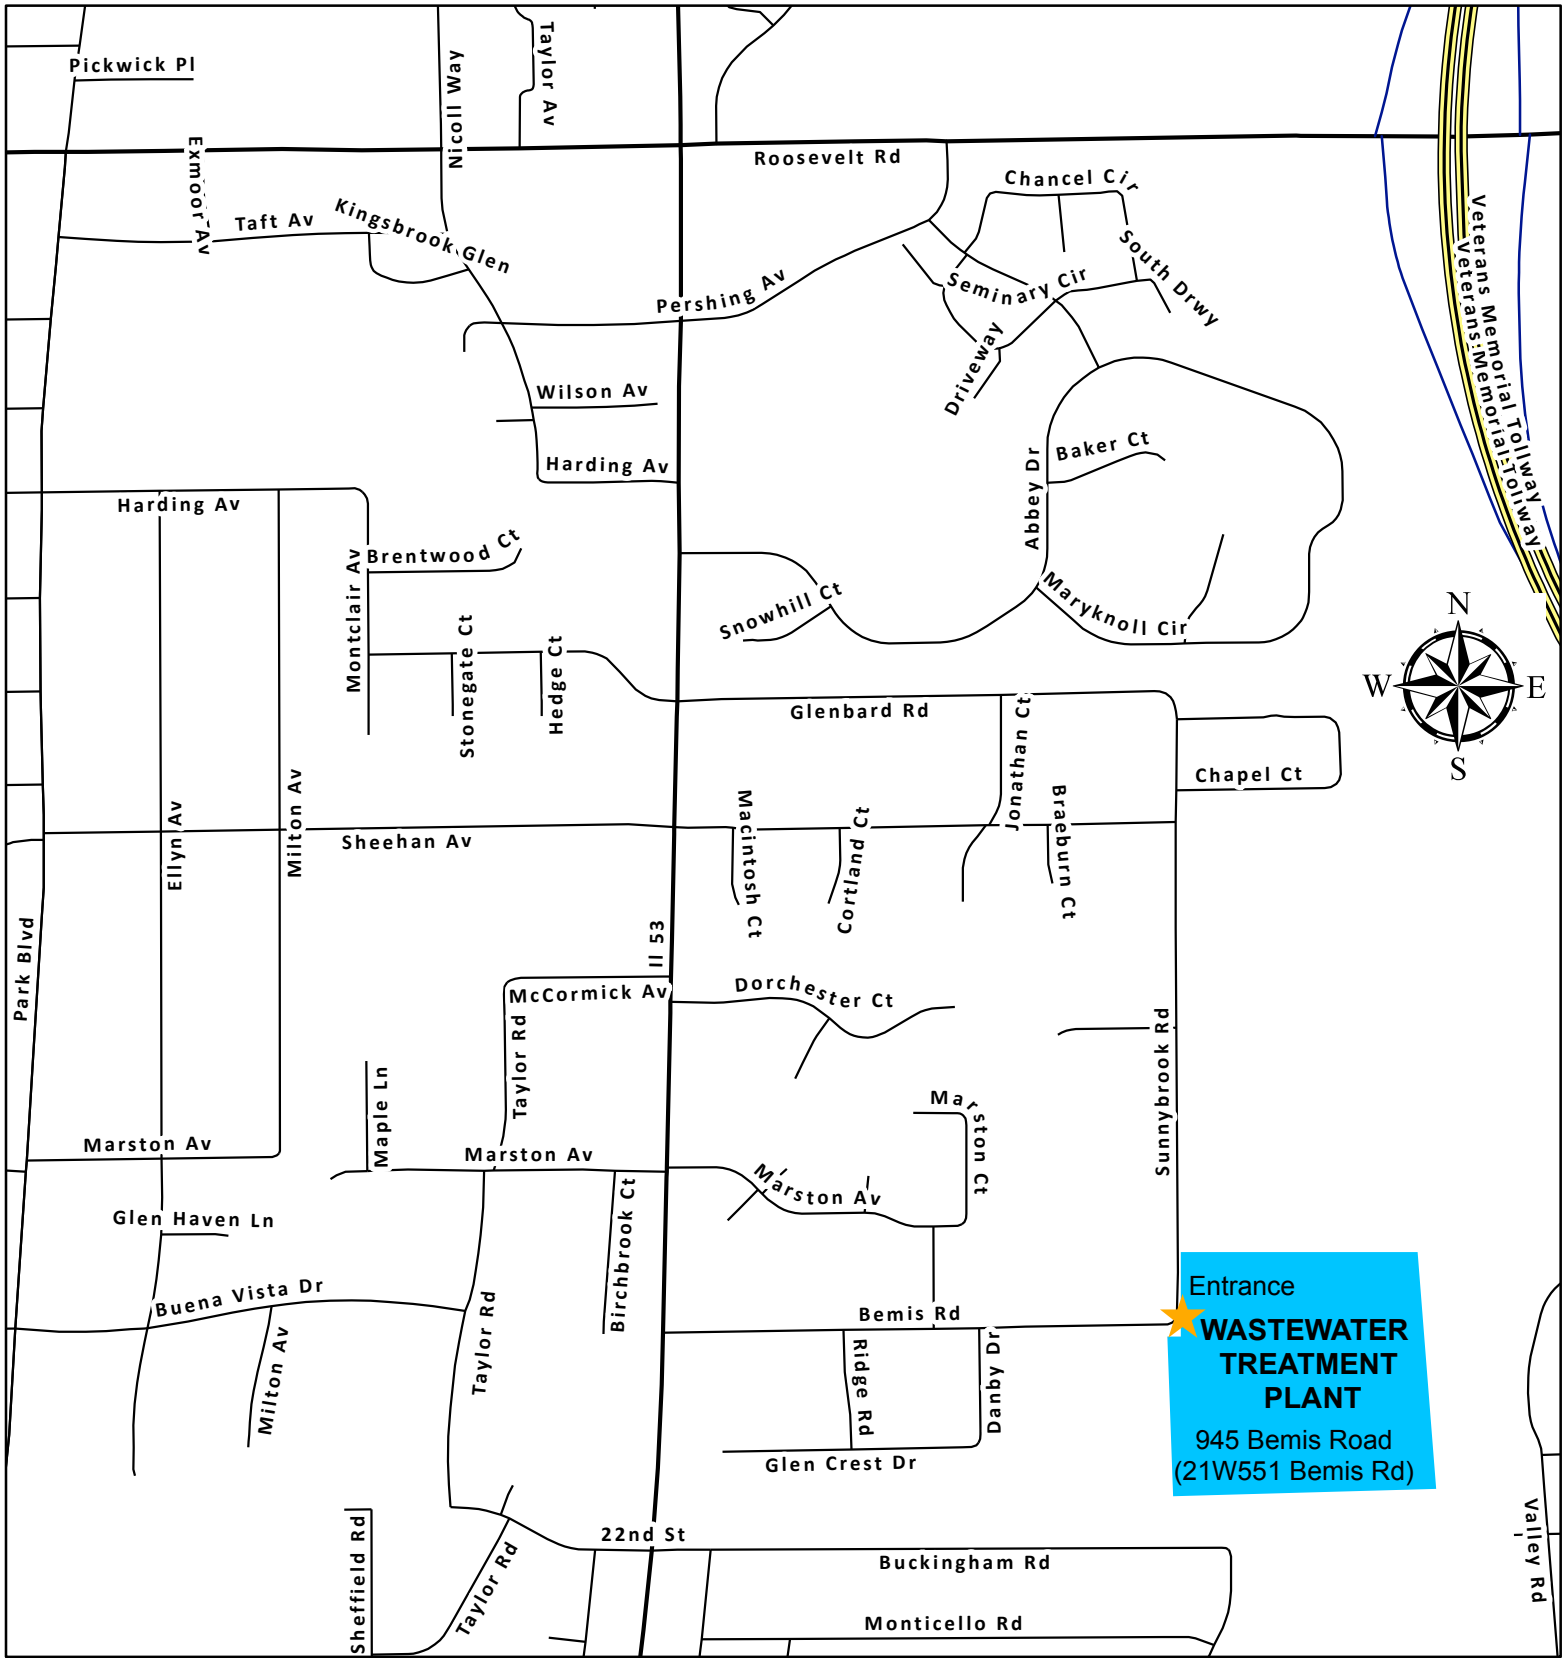 Pickwick Pl
Nicoll Way
Taylor Av
Exmoor Av
Roosevelt Rd
Taft Av
Kingsbrook Glen
Chancel Cir
South Drwy
Seminary Cir
Pershing Av
Driveway
Veterans Memorial Tollway
Veterans Memorial Tollway
Wilson Av
Harding Av
Baker Ct
Abbey Dr
Harding Av
Brentwood Ct
Montclair Av
Snowhill Ct
Maryknoll Cir
Stonegate Ct
Hedge Ct
N
W
E
S
Glenbard Rd
Jonathan Ct
Chapel Ct
Milton Av
Ellyn Av
Sheehan Av
Macintosh Ct
Cortland Ct
Braeburn Ct
Park Blvd
Il 53
McCormick Av
Dorchester Ct
Taylor Rd
Sunnybrook Rd
Maple Ln
Marston Ct
Marston Av
Marston Av
Marston Av
Glen Haven Ln
Birchbrook Ct
Buena Vista Dr
Milton Av
Taylor Rd
Bemis Rd
Ridge Rd
Danby Dr
Glen Crest Dr
Entrance
WASTEWATER
TREATMENT
PLANT
945 Bemis Road
(21W551 Bemis Rd)
Valley Rd
22nd St
Sheffield Rd
Taylor Rd
Buckingham Rd
Monticello Rd